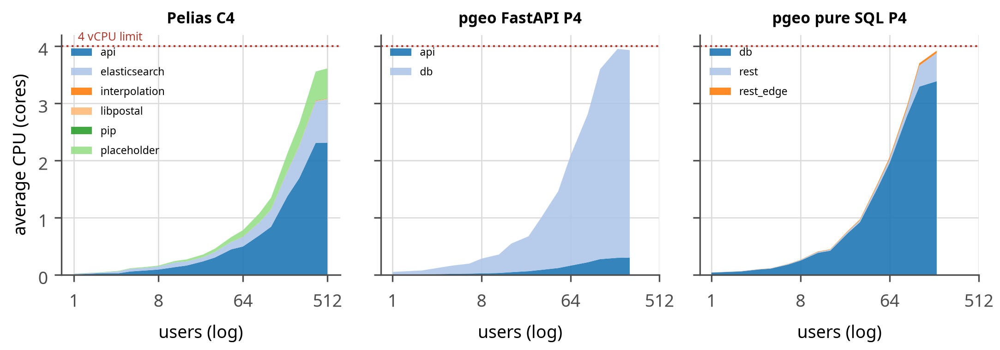 Pelias C4
pgeo FastAPI P4
pgeo pure SQL P4
4 vCPU limit
average CPU (cores)
4
3
2
1
0
api
elasticsearch
interpolation
libpostal
pip
placeholder
1
8
64
512
users (log)
api
db
1
8
64
512
users (log)
db
rest
rest_edge
1
8
64
512
users (log)